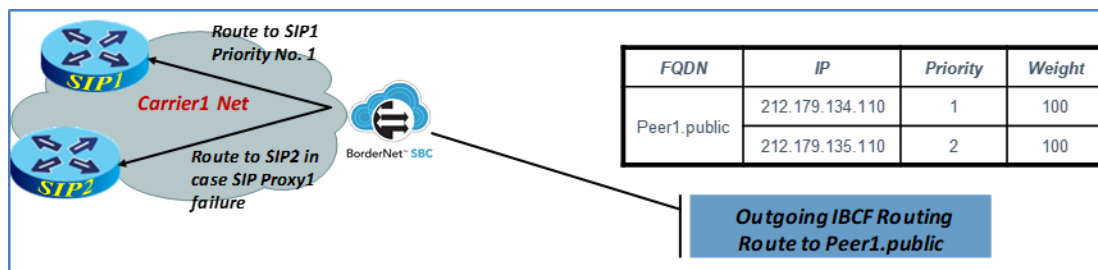 Route to SIP1
Priority No. 1
SIP1
Carrier1 Net
SIP2
Route to SIP2 in
case SIP Proxy1
failure
BorderNet™ SBC
FQDN IP Priority Weight
Peer1.public
212.179.134.110 1 100
212.179.135.110 2 100
Outgoing IBCF Routing
Route to Peer1.public